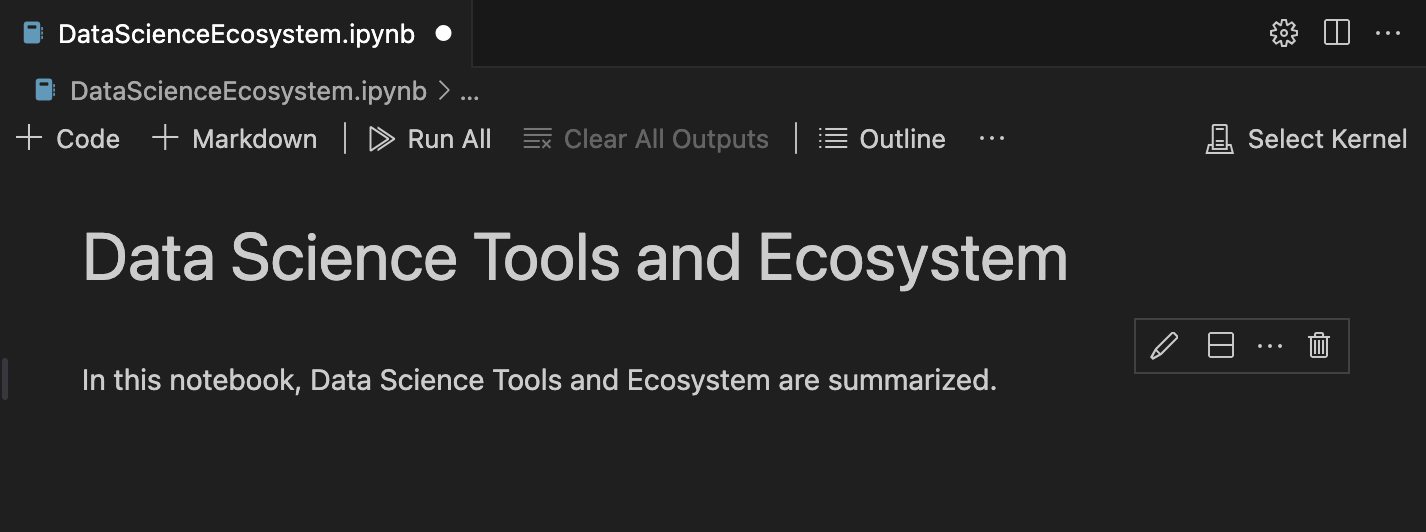 DataScienceEcosystem.ipynb
DataScienceEcosystem.ipynb > ...
Code Markdown Run All Clear All Outputs Outline ... Select Kernel
Data Science Tools and Ecosystem
In this notebook, Data Science Tools and Ecosystem are summarized.